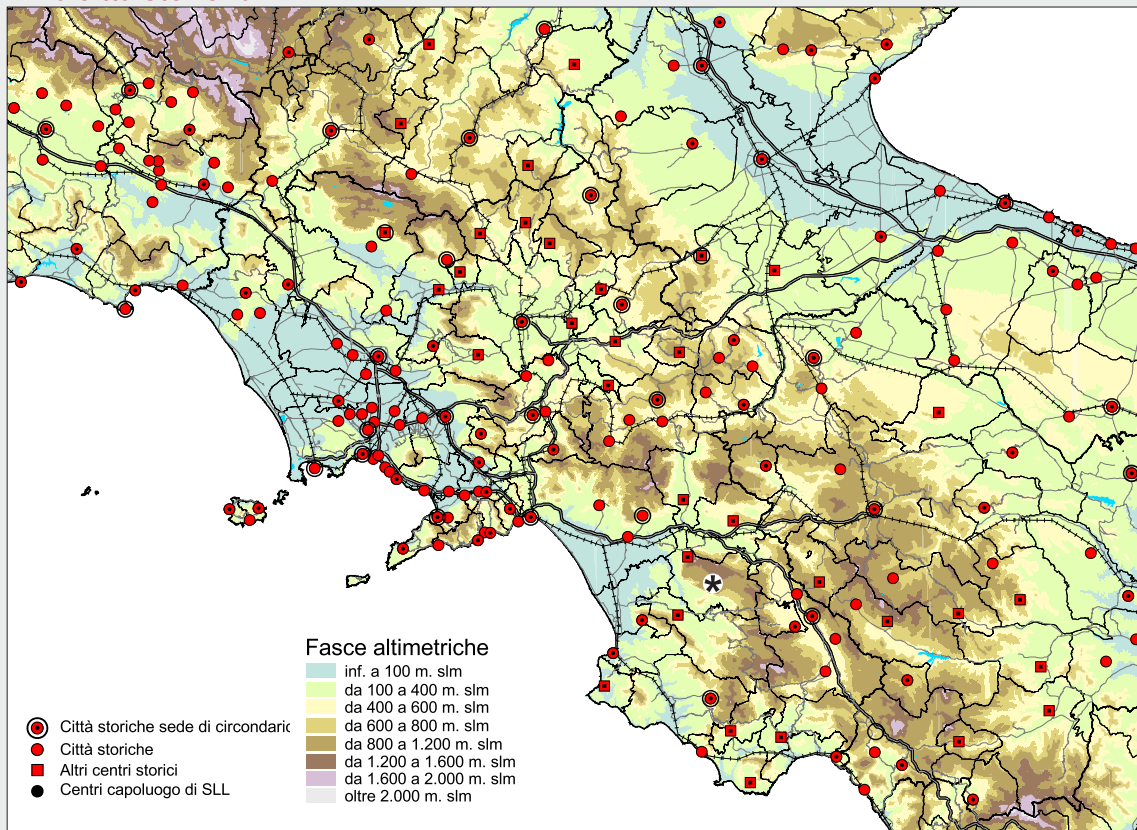 Fasce altimetriche
inf. a 100 m. slm
da 100 a 400 m. slm
da 400 a 600 m. slm
da 600 a 800 m. slm
da 800 a 1.200 m. slm
da 1.200 a 1.600 m. slm
da 1.600 a 2.000 m. slm
oltre 2.000 m. slm
Città storiche sede di circondaric
Città storiche
Altri centri storici
Centri capoluogo di SLL
*